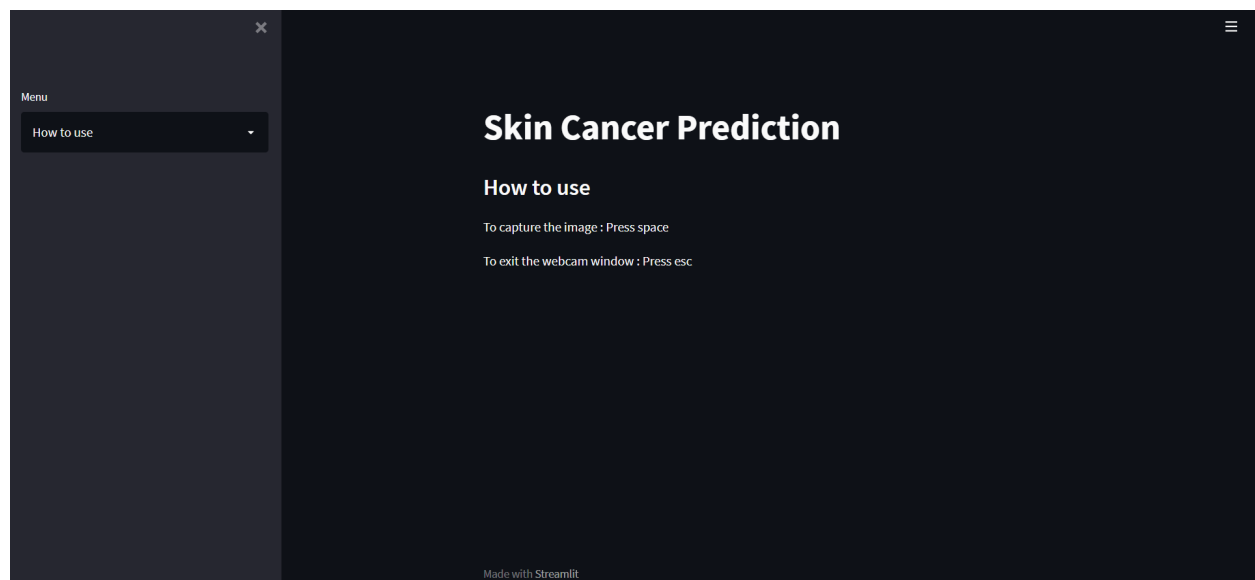 Menu
How to use
Skin Cancer Prediction
How to use
To capture the image : Press space
To exit the webcam window : Press esc
Made with Streamlit